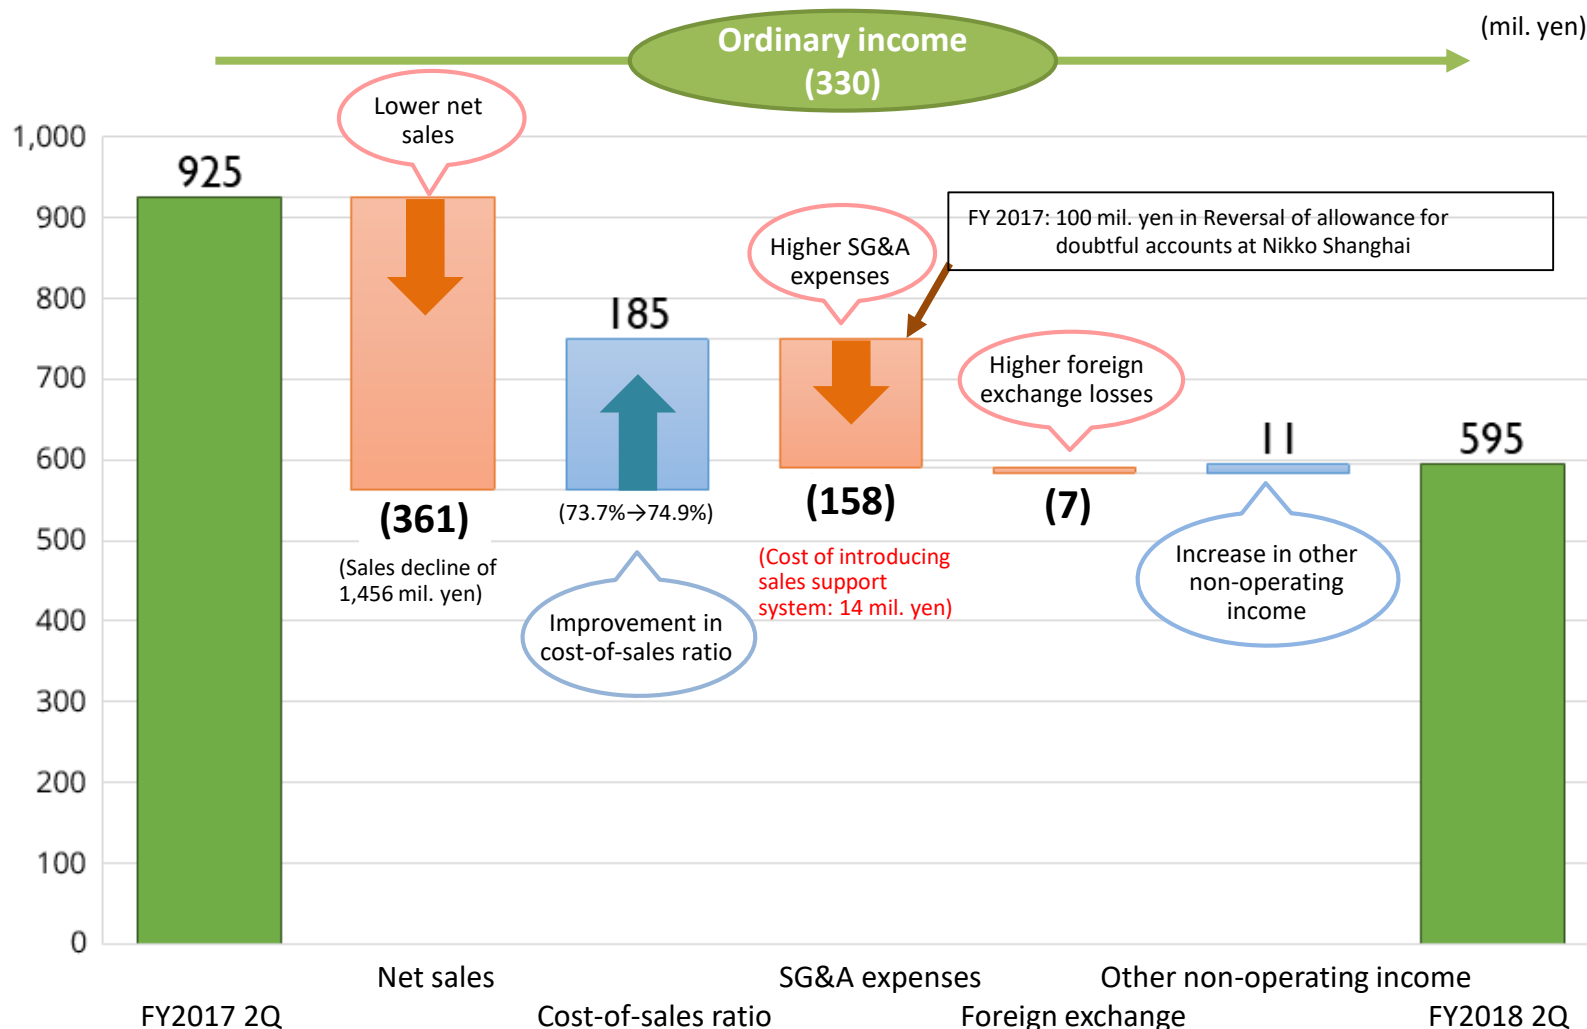 (mil. yen)
Ordinary income
(330)
Lower net
sales
1,000
925
900
FY 2017: 100 mil. yen in Reversal of allowance for
doubtful accounts at Nikko Shanghai
Higher SG&A
expenses
800
185
Higher foreign
exchange losses
700
600
11
595
(361)
(73.7%→74.9%)
(158)
(7)
500
(Sales decline of
1,456 mil. yen)
(Cost of introducing
sales support
system: 14 mil. yen)
Increase in other
non-operating
income
400
Improvement in
cost-of-sales ratio
300
200
100
0
Net sales
SG&A expenses
Other non-operating income
FY2017 2Q
Cost-of-sales ratio
Foreign exchange
FY2018 2Q